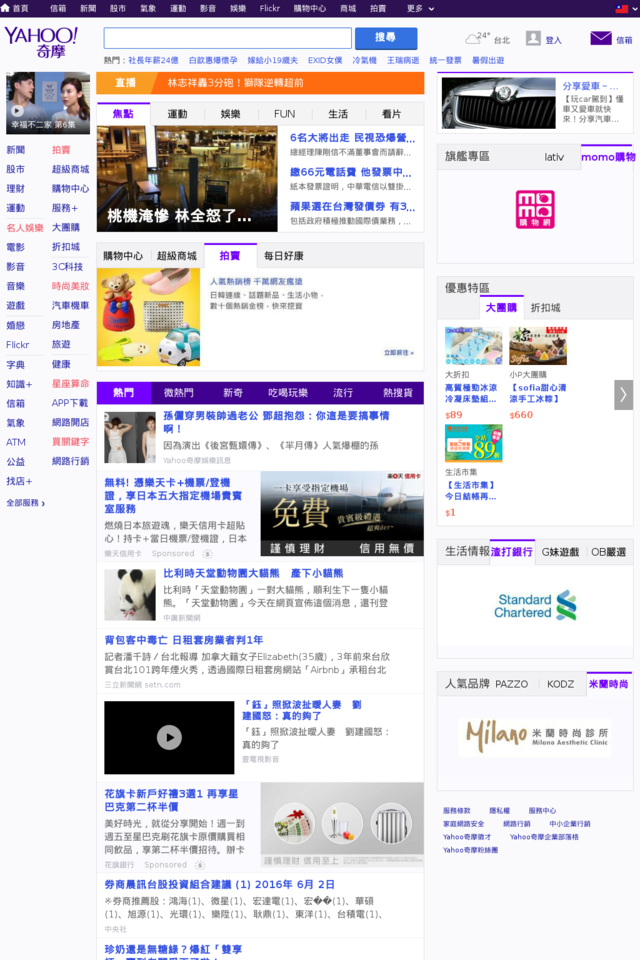 首頁 信箱 新聞 股市 氣象 運動 影音 娛樂 Flickr 購物中心 商城 拍賣 更多
YAHOO!
奇摩
搜尋
24° 台北
登入
信箱
熱門：社長年薪24億 白歆惠爆懷孕 嫁給小19歲夫 EXID女僕 冷氣機 王瑞病逝 統一發票 暑假出遊
幸福不二家 第6集
新聞 拍賣
股市 超級商城
理財 購物中心
運動 服務+
名人娛樂 大團購
電影 折扣城
影音 3C科技
音樂 時尚美妝
遊戲 汽車機車
婚戀 房地產
Flickr 旅遊
字典 健康
知識+ 星座算命
信箱 APP下載
氣象 網路開店
ATM 買關鍵字
公益 網路行銷
找店+
全部服務 ›
直播 林志祥轟3分砲！獅隊逆轉超前
焦點 運動 娛樂 FUN 生活 看片
桃機淹慘 林全怒了...
6名大將出走 民視恐爆營...
總經理陳剛信不滿董事會而請辭...
繳66元電話費 他發票中...
紙本發票證明，中華電信以雙掛...
蘋果選在台灣發債券 有3...
包括政府積極推動國際債業務，...
購物中心 超級商城 拍賣 每日好康
人氣熱銷榜 千萬網友瘋搶
日韓連線、話題新品、生活小物，
數十個熱銷金榜，快來挖寶
立即前往 »
熱門 微熱門 新奇 吃喝玩樂 流行 熱搜貨
孫儷穿男裝帥過老公 鄧超抱怨：你這是要搞事情
啊！
因為演出《後宮甄嬛傳》、《羋月傳》人氣爆棚的孫
Yahoo奇摩娛樂訊息
無料! 憑樂天卡+機票/登機
證，享日本五大指定機場貴賓
室服務
燃燒日本旅遊魂，樂天信用卡超貼
心！持卡+當日機票/登機證，日本
樂天信用卡 Sponsored
樂天 信用卡
一卡享受指定機場
免費 貴賓級禮遇
謹慎理財 信用無價
比利時天堂動物園大貓熊 產下小貓熊
比利時「天堂動物園」一對大貓熊，順利生下一隻小貓
熊。「天堂動物園」今天在網頁宣佈這個消息，還刊登
中廣新聞網
背包客中毒亡 日租套房業者判1年
記者潘千詩／台北報導 加拿大籍女子Elizabeth(35歲)，3年前來台欣
賞台北101跨年煙火秀，透過國際日租套房網站「Airbnb」承租台北
三立新聞網 setn.com
「鈺」照掀波扯曖人妻 劉
建國怒：真的夠了
「鈺」照掀波扯曖人妻 劉建國怒：
真的夠了
壹電視影音
花旗卡新戶好禮3選1 再享星
巴克第二杯半價
美好時光，就從分享開始！週一到
週五至星巴克刷花旗卡原價購買相
同飲品，享第二杯半價招待。辦卡
花旗銀行 Sponsored
謹慎理財 信用至上
券商晨訊台股投資組合建議 (1) 2016年 6月 2日
※券商推薦股：鴻海(1)、微星(1)、宏達電(1)、宏��(1)、華碩
(1)、旭源(1)、光環(1)、樂陞(1)、耿鼎(1)、東洋(1)、台積電(1)、
中央社
珍奶還是無糖綠？爆紅「雙享
分享愛車 – ...
【玩car駕到】懂
車又愛車就快
來！分享汽車...
旗艦專區 lativ momo購物
momo
購物網
優惠特區
大團購 折扣城
大折扣
高質極勁冰涼
冷凝床墊組...
$89
小P大團購
【sofia甜心清
涼手工冰粽】
$660
生活市集
【生活市集】
今日結帳再...
$1
生活情報 渣打銀行 G妹遊戲 OB嚴選
Standard
Chartered
人氣品牌 PAZZO KODZ 米蘭時尚
Milano 米蘭時尚診所
Milano Aesthetic Clinic
服務條款 隱私權 服務中心
家庭網路安全 網路行銷 中小企業行銷
Yahoo奇摩徵才 Yahoo奇摩企業部落格
Yahoo奇摩粉絲團